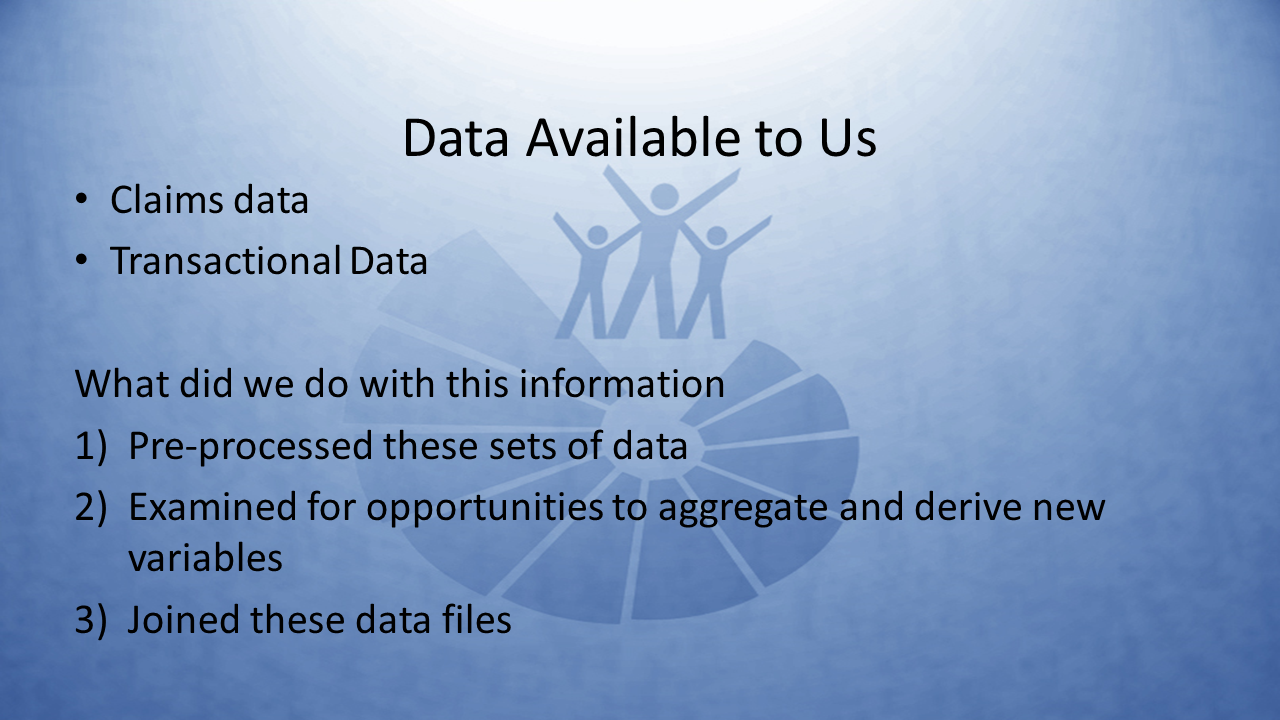 Data Available to Us
• Claims data
• Transactional Data
What did we do with this information
1) Pre-processed these sets of data
2) Examined for opportunities to aggregate and derive new
variables
3) Joined these data files